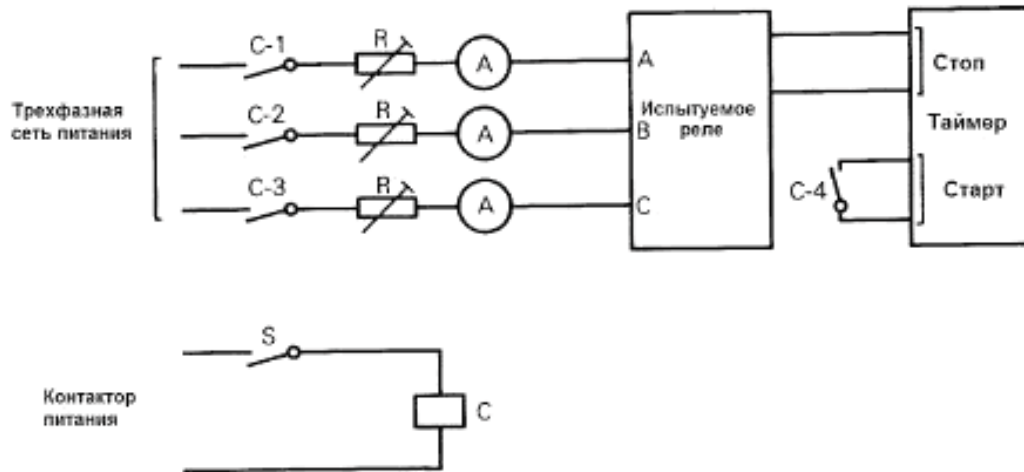 Трехфазная
сеть питания
C-1
R
A
A
C-2
R
A
B
C-3
R
A
C
Испытуемое
реле
Стоп
Таймер
C-4
Старт
S
Контактор
питания
C